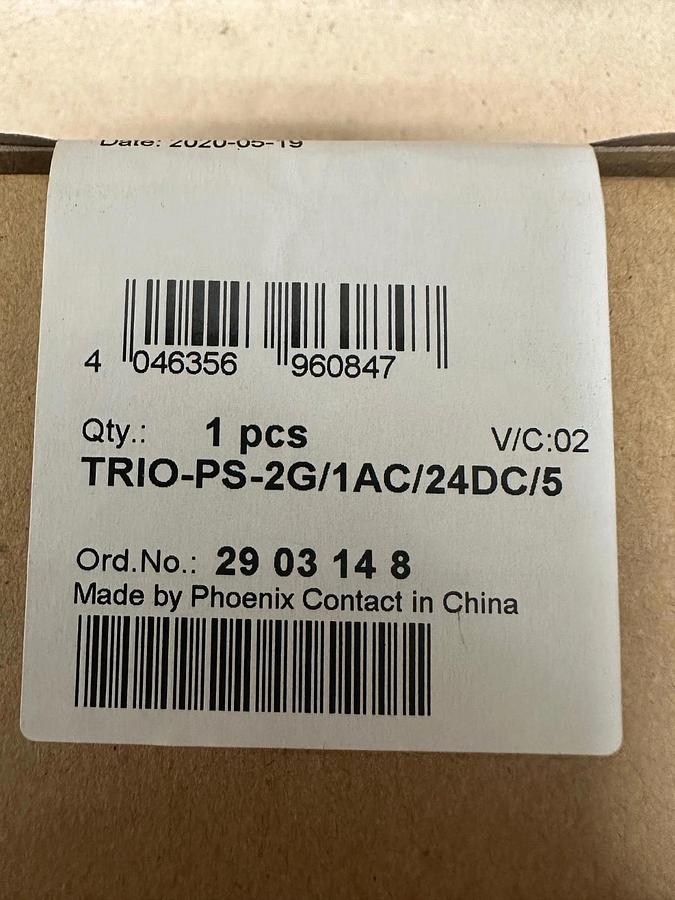 Date: 2020-05-19
4 046356 960847
Qty.: 1 pcs V/C:02
TRIO-PS-2G/1AC/24DC/5
Ord.No.: 29 03 14 8
Made by Phoenix Contact in China